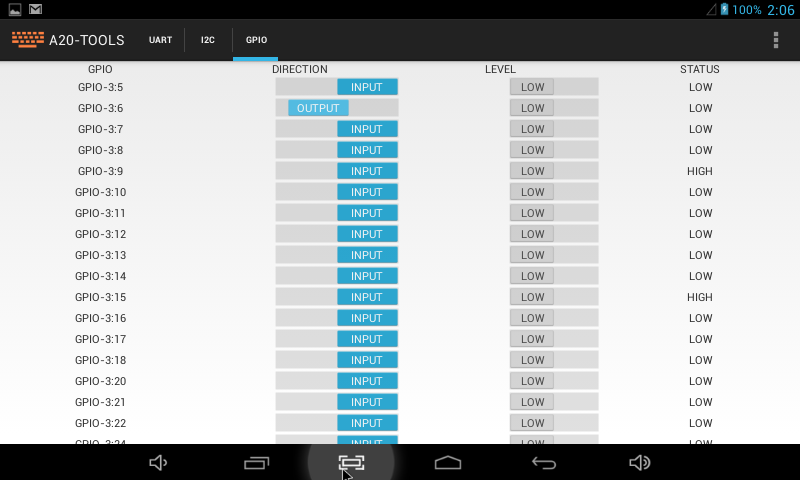 100% 2:06
A20-TOOLS UART I2C GPIO
GPIO DIRECTION LEVEL STATUS
GPIO-3:5 INPUT LOW LOW
GPIO-3:6 OUTPUT LOW LOW
GPIO-3:7 INPUT LOW LOW
GPIO-3:8 INPUT LOW LOW
GPIO-3:9 INPUT LOW HIGH
GPIO-3:10 INPUT LOW LOW
GPIO-3:11 INPUT LOW LOW
GPIO-3:12 INPUT LOW LOW
GPIO-3:13 INPUT LOW LOW
GPIO-3:14 INPUT LOW LOW
GPIO-3:15 INPUT LOW HIGH
GPIO-3:16 INPUT LOW LOW
GPIO-3:17 INPUT LOW LOW
GPIO-3:18 INPUT LOW LOW
GPIO-3:20 INPUT LOW LOW
GPIO-3:21 INPUT LOW LOW
GPIO-3:22 INPUT LOW LOW
GPIO-3:24 INPUT LOW LOW